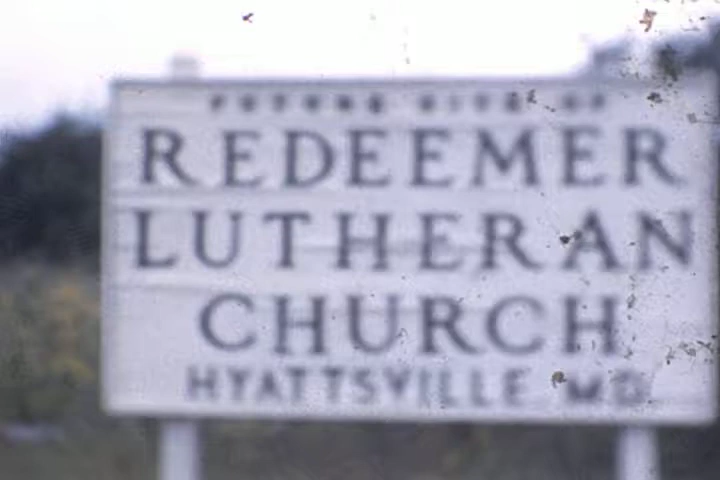 FUTURE SITE OF
REDEEMER
LUTHERAN
CHURCH
HYATTSVILLE MD.